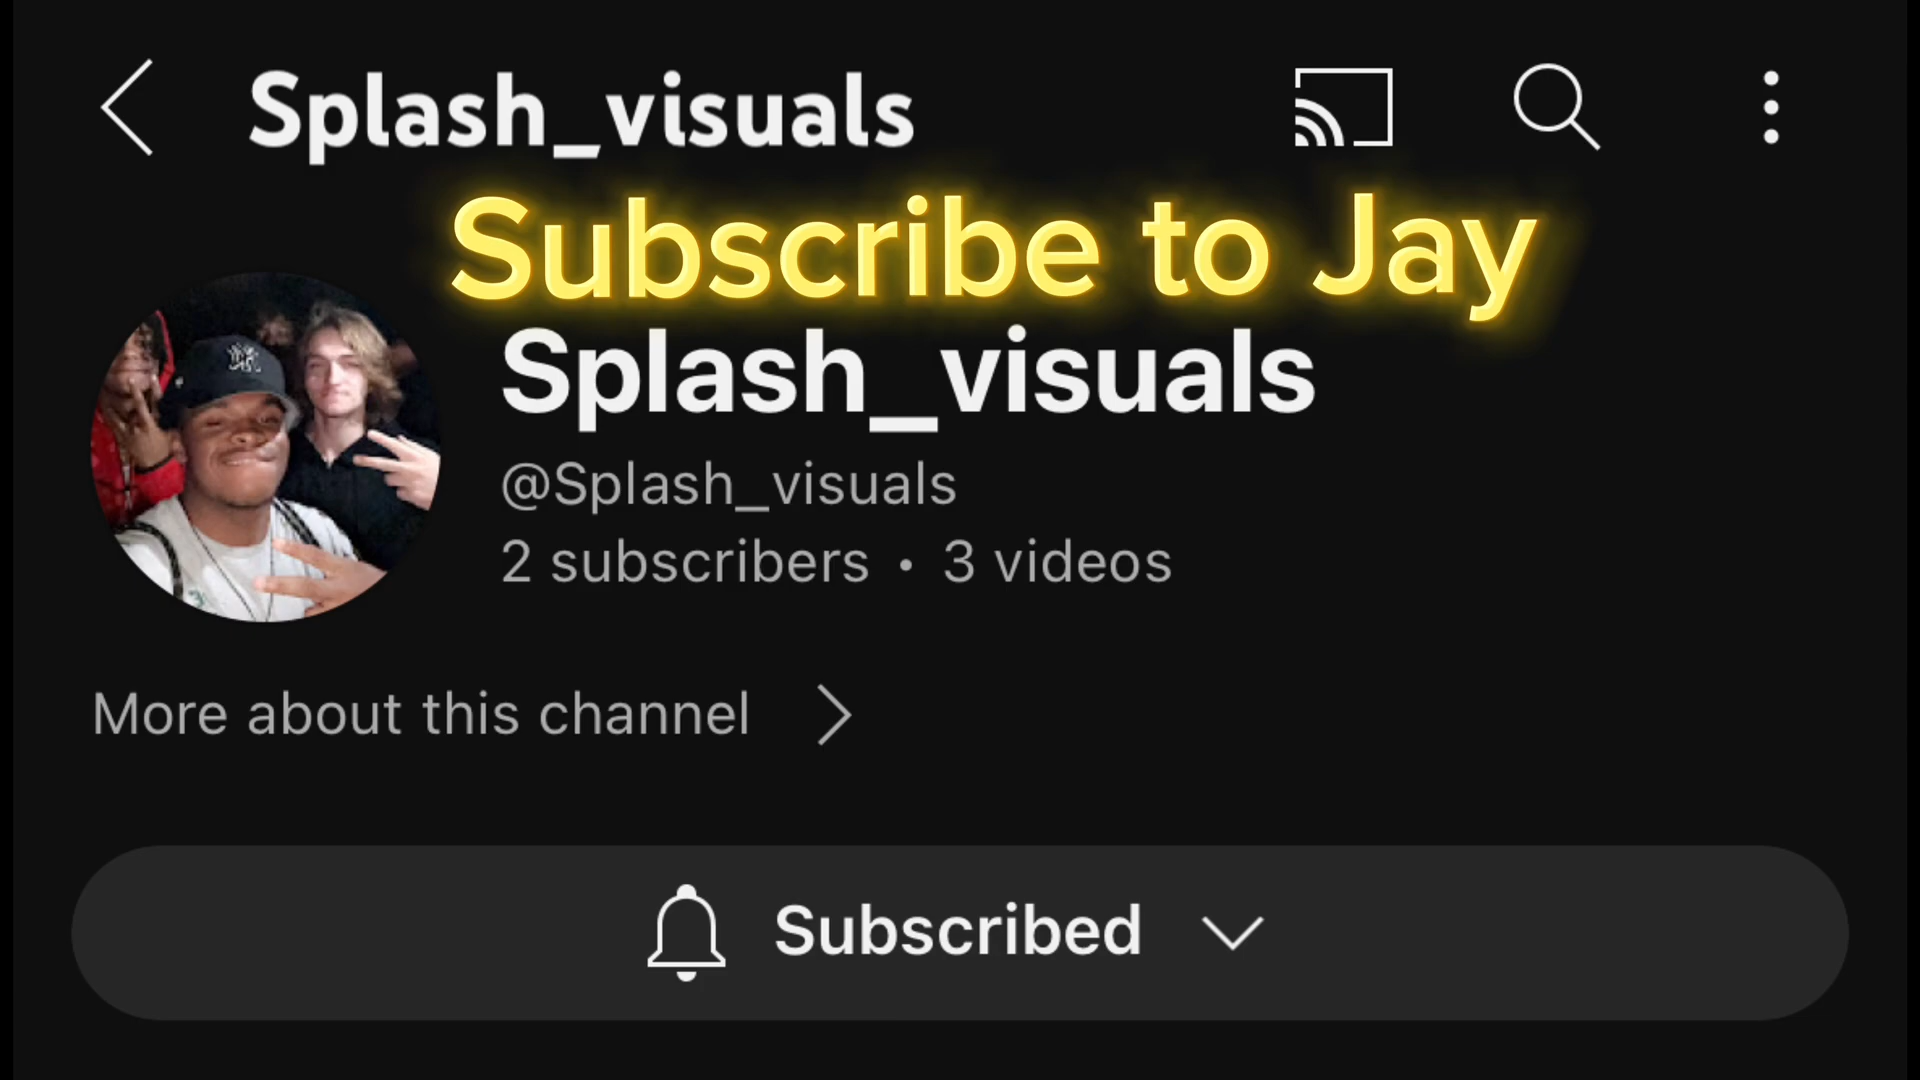 Splash_visuals
Subscribe to Jay
Splash_visuals
@Splash_visuals
2 subscribers • 3 videos
More about this channel
Subscribed